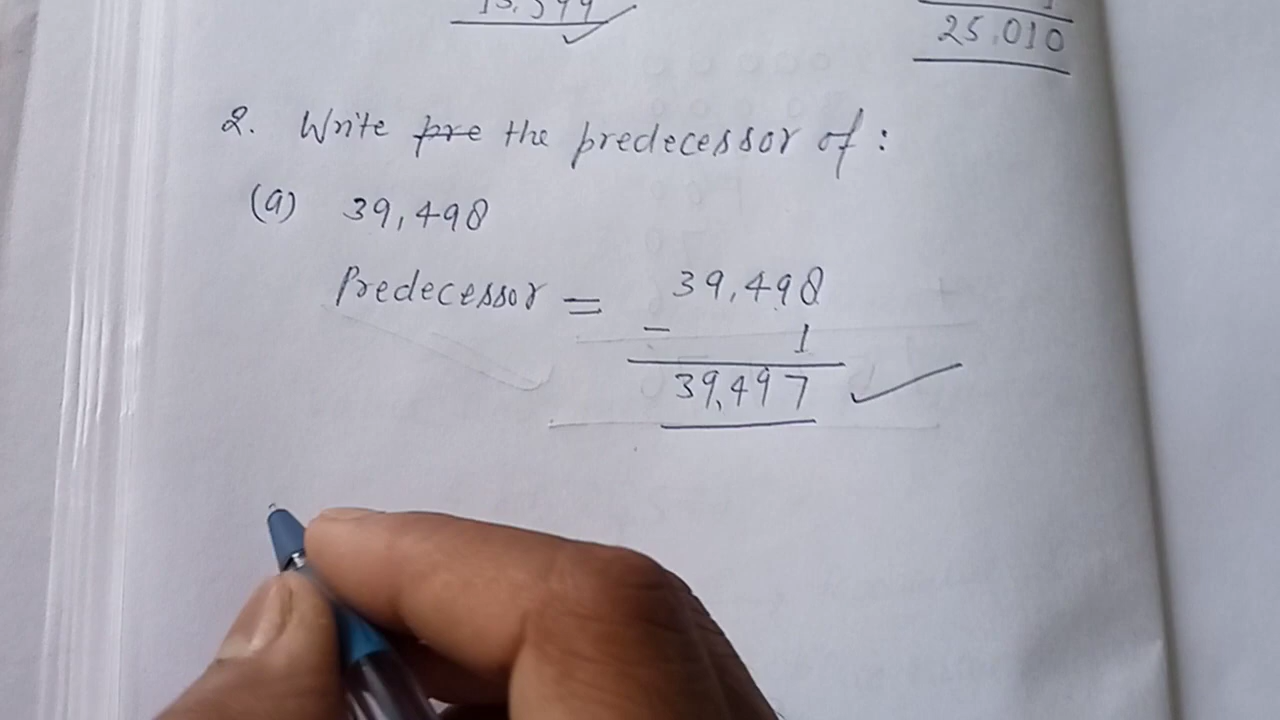 25,010
2. Write pre the predecessor of :
(a) 39,498
Predecessor = 39,498
- 1
39,497